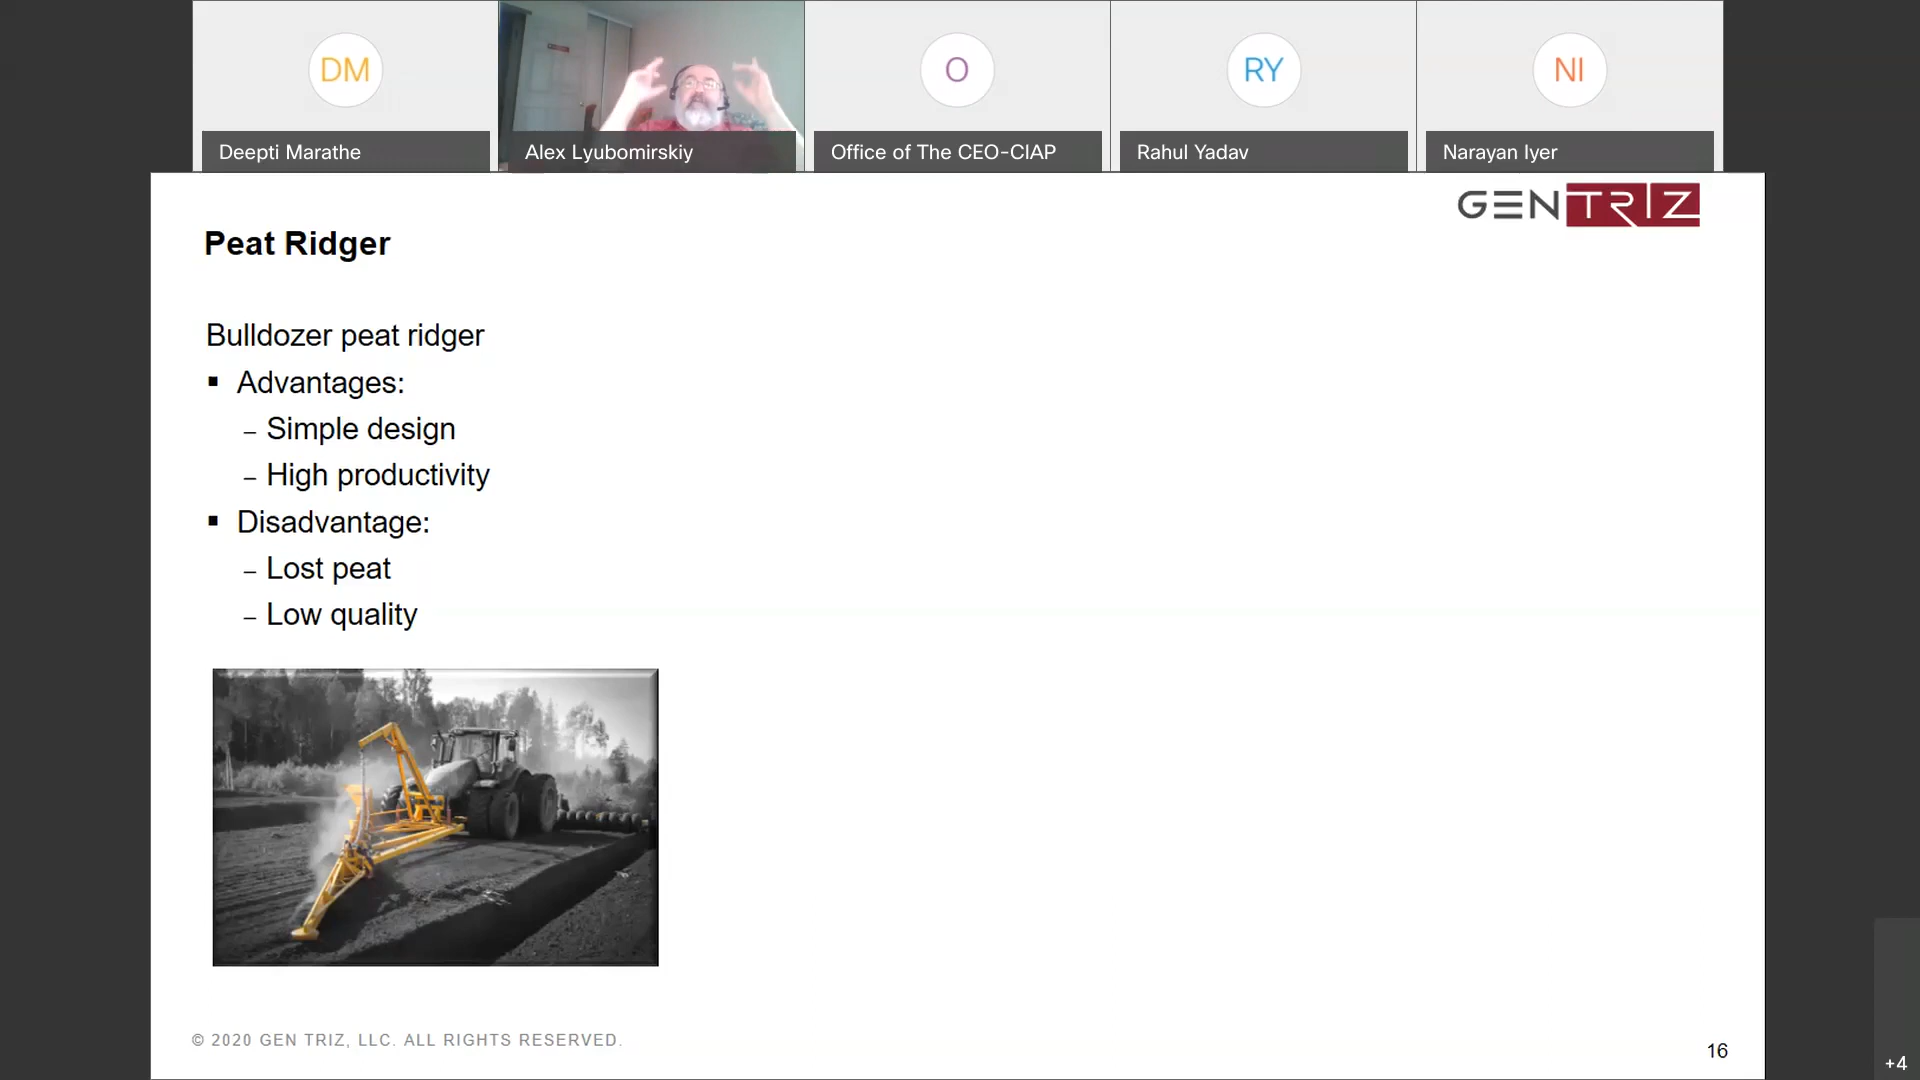 DM
O
RY
NI
Deepti Marathe
Alex Lyubomirskiy
Office of The CEO-CIAP
Rahul Yadav
Narayan Iyer
GENTRIZ
Peat Ridger
Bulldozer peat ridger
▪ Advantages:
– Simple design
– High productivity
▪ Disadvantage:
– Lost peat
– Low quality
© 2020 GEN TRIZ, LLC. ALL RIGHTS RESERVED.
16
+4